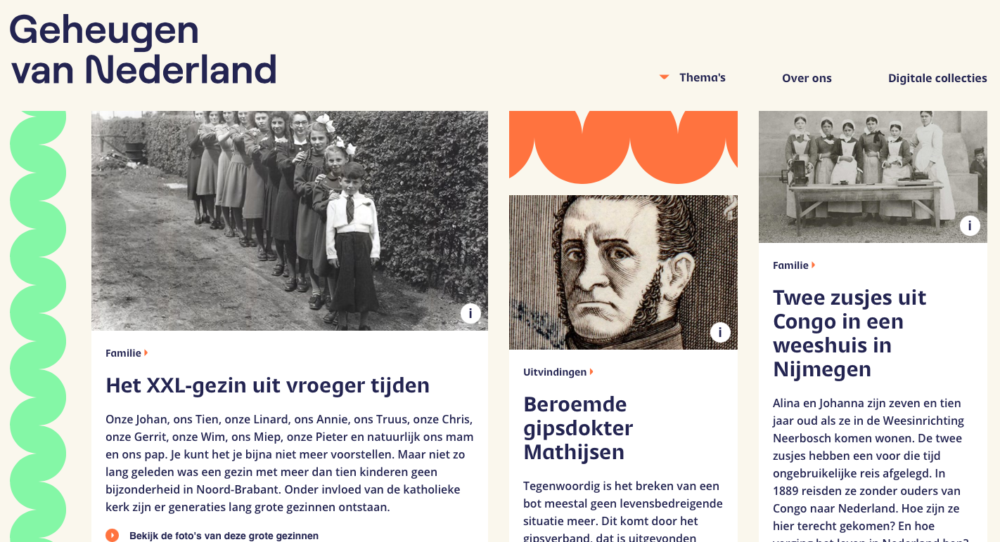 Geheugen
van Nederland
Thema's
Over ons
Digitale collecties
i
Familie
Het XXL-gezin uit vroeger tijden
Onze Johan, ons Tien, onze Linard, ons Annie, ons Truus, onze Chris,
onze Gerrit, onze Wim, ons Miep, onze Pieter en natuurlijk ons mam
en ons pap. Je kunt het je bijna niet meer voorstellen. Maar niet zo
lang geleden was een gezin met meer dan tien kinderen geen
bijzonderheid in Noord-Brabant. Onder invloed van de katholieke
kerk zijn er generaties lang grote gezinnen ontstaan.
Bekijk de foto's van deze grote gezinnen
i
Uitvindingen
Beroemde
gipsdokter
Mathijsen
Tegenwoordig is het breken van een
bot meestal geen levensbedreigende
situatie meer. Dit komt door het
gipsverband, dat is uitgevonden
i
Familie
Twee zusjes uit
Congo in een
weeshuis in
Nijmegen
Alina en Johanna zijn zeven en tien
jaar oud als ze in de Weesinrichting
Neerbosch komen wonen. De twee
zusjes hebben een voor die tijd
ongebruikelijke reis afgelegd. In
1889 reisden ze zonder ouders van
Congo naar Nederland. Hoe zijn ze
hier terecht gekomen? En hoe